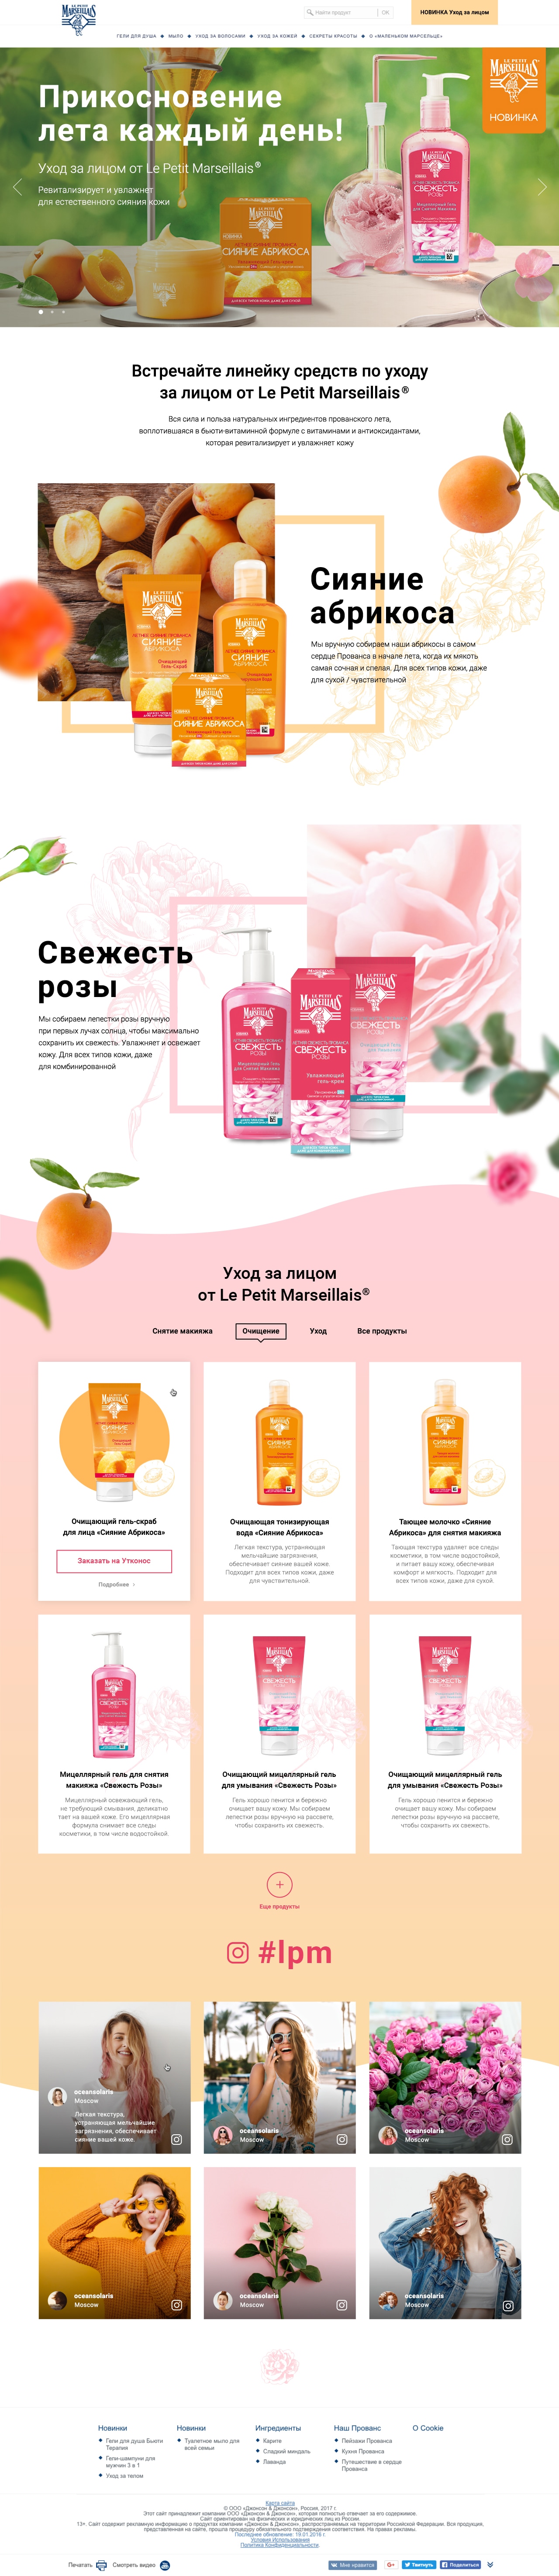 LE PETIT
MARSEILLAIS
Найти продукт
OK
НОВИНКА Уход за лицом
ГЕЛИ ДЛЯ ДУША
МЫЛО
УХОД ЗА ВОЛОСАМИ
УХОД ЗА КОЖЕЙ
СЕКРЕТЫ КРАСОТЫ
О «МАЛЕНЬКОМ МАРСЕЛЬЦЕ»
Прикосновение
лета каждый день!
Уход за лицом от Le Petit Marseillais®
Ревитализирует и увлажнет
для естественного сияния кожи
LE PETIT
MARSEILLAIS
НОВИНКА
СИЯНИЕ АБРИКОСА
СВЕЖЕСТЬ
РОЗЫ
Встречайте линейку средств по уходу
за лицом от Le Petit Marseillais®
Вся сила и польза натуральных ингредиентов прованского лета,
воплотившаяся в бьюти-витаминной формуле с витаминами и антиоксидантами,
которая ревитализирует и увлажняет кожу
СИЯНИЕ
АБРИКОСА
СИЯНИЕ
АБРИКОСА
СИЯНИЕ АБРИКОСА
Сияние
абрикоса
Мы вручную собираем наши абрикосы в самом
сердце Прованса в начале лета, когда их мякоть
самая сочная и спелая. Для всех типов кожи, даже
для сухой / чувствительной
Свежесть
розы
Мы собираем лепестки розы вручную
при первых лучах солнца, чтобы максимально
сохранить их свежесть. Увлажняет и освежает
кожу. Для всех типов кожи, даже
для комбинированной
СВЕЖЕСТЬ
РОЗЫ
СВЕЖЕСТЬ
РОЗЫ
Увлажняющий
гель-крем
СВЕЖЕСТЬ
РОЗЫ
Уход за лицом
от Le Petit Marseillais®
Снятие макияжа
Очищение
Уход
Все продукты
Очищающий гель-скраб
для лица «Сияние Абрикоса»
Заказать на Утконос
Подробнее ›
Очищающая тонизирующая
вода «Сияние Абрикоса»
Легкая текстура, устраняющая
мельчайшие загрязнения,
обеспечивает сияние вашей коже.
Подходит для всех типов кожи, даже
для чувствительной.
Тающее молочко «Сияние
Абрикоса» для снятия макияжа
Тающая текстура удаляет все следы
косметики, в том числе водостойкой,
и питает вашу кожу, обеспечивая
комфорт и мягкость. Подходит для
всех типов кожи, даже для сухой.
Мицеллярный гель для снятия
макияжа «Свежесть Розы»
Мицеллярный освежающий гель,
не требующий смывания, деликатно
тает на вашей коже. Его мицеллярная
формула снимает все следы
косметики, в том числе водостойкой.
Очищающий мицеллярный гель
для умывания «Свежесть Розы»
Гель хорошо пенится и бережно
очищает вашу кожу. Мы собираем
лепестки розы вручную на рассвете,
чтобы сохранить их свежесть.
Очищающий мицеллярный гель
для умывания «Свежесть Розы»
Гель хорошо пенится и бережно
очищает вашу кожу. Мы собираем
лепестки розы вручную на рассвете,
чтобы сохранить их свежесть.
Еще продукты
#lpm
oceansolaris
Moscow
Легкая текстура,
устраняющая мельчайшие
загрязнения, обеспечивает
сияние вашей коже.
oceansolaris
Moscow
oceansolaris
Moscow
oceansolaris
Moscow
oceansolaris
Moscow
oceansolaris
Moscow
Новинки
Гели для душа Бьюти
Терапия
Гели-шампуни для
мужчин 3 в 1
Уход за телом
Новинки
Туалетное мыло для
всей семьи
Ингредиенты
Карите
Сладкий миндаль
Лаванда
Наш Прованс
Пейзажи Прованса
Кухня Прованса
Путешествие в сердце
Прованса
О Cookie
Карта сайта
© ООО «Джонсон & Джонсон», Россия, 2017 г.
Этот сайт принадлежит компании ООО «Джонсон & Джонсон», которая полностью отвечает за его содержимое.
Сайт ориентирован на физических и юридических лиц из России.
13+. Сайт содержит рекламную информацию о продуктах компании «Джонсон & Джонсон», распространяемых на территории Российской Федерации. Вся продукция,
представленная на сайте, прошла процедуру обязательного подтверждения соответствия. На правах рекламы.
Последнее обновление: 19.01.2016 г.
Условия Использования
Политика Конфиденциальности.
Печатать
Смотреть видео
Мне нравится
G+
Твитнуть
Поделиться